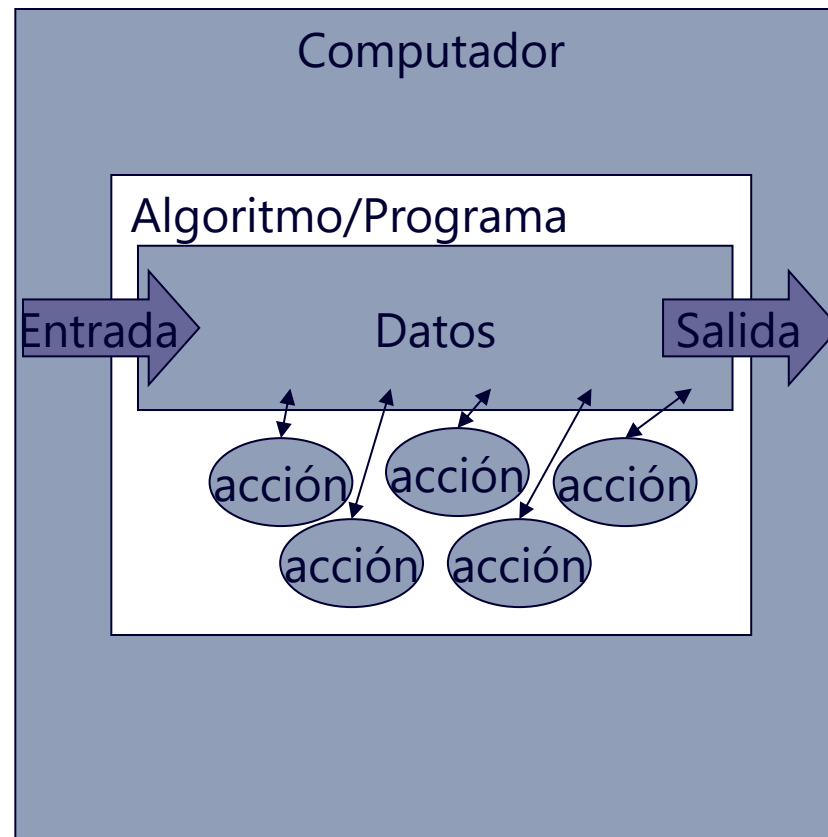 Computador
Algoritmo/Programa
Entrada
Datos
Salida
acción
acción
acción
acción
acción